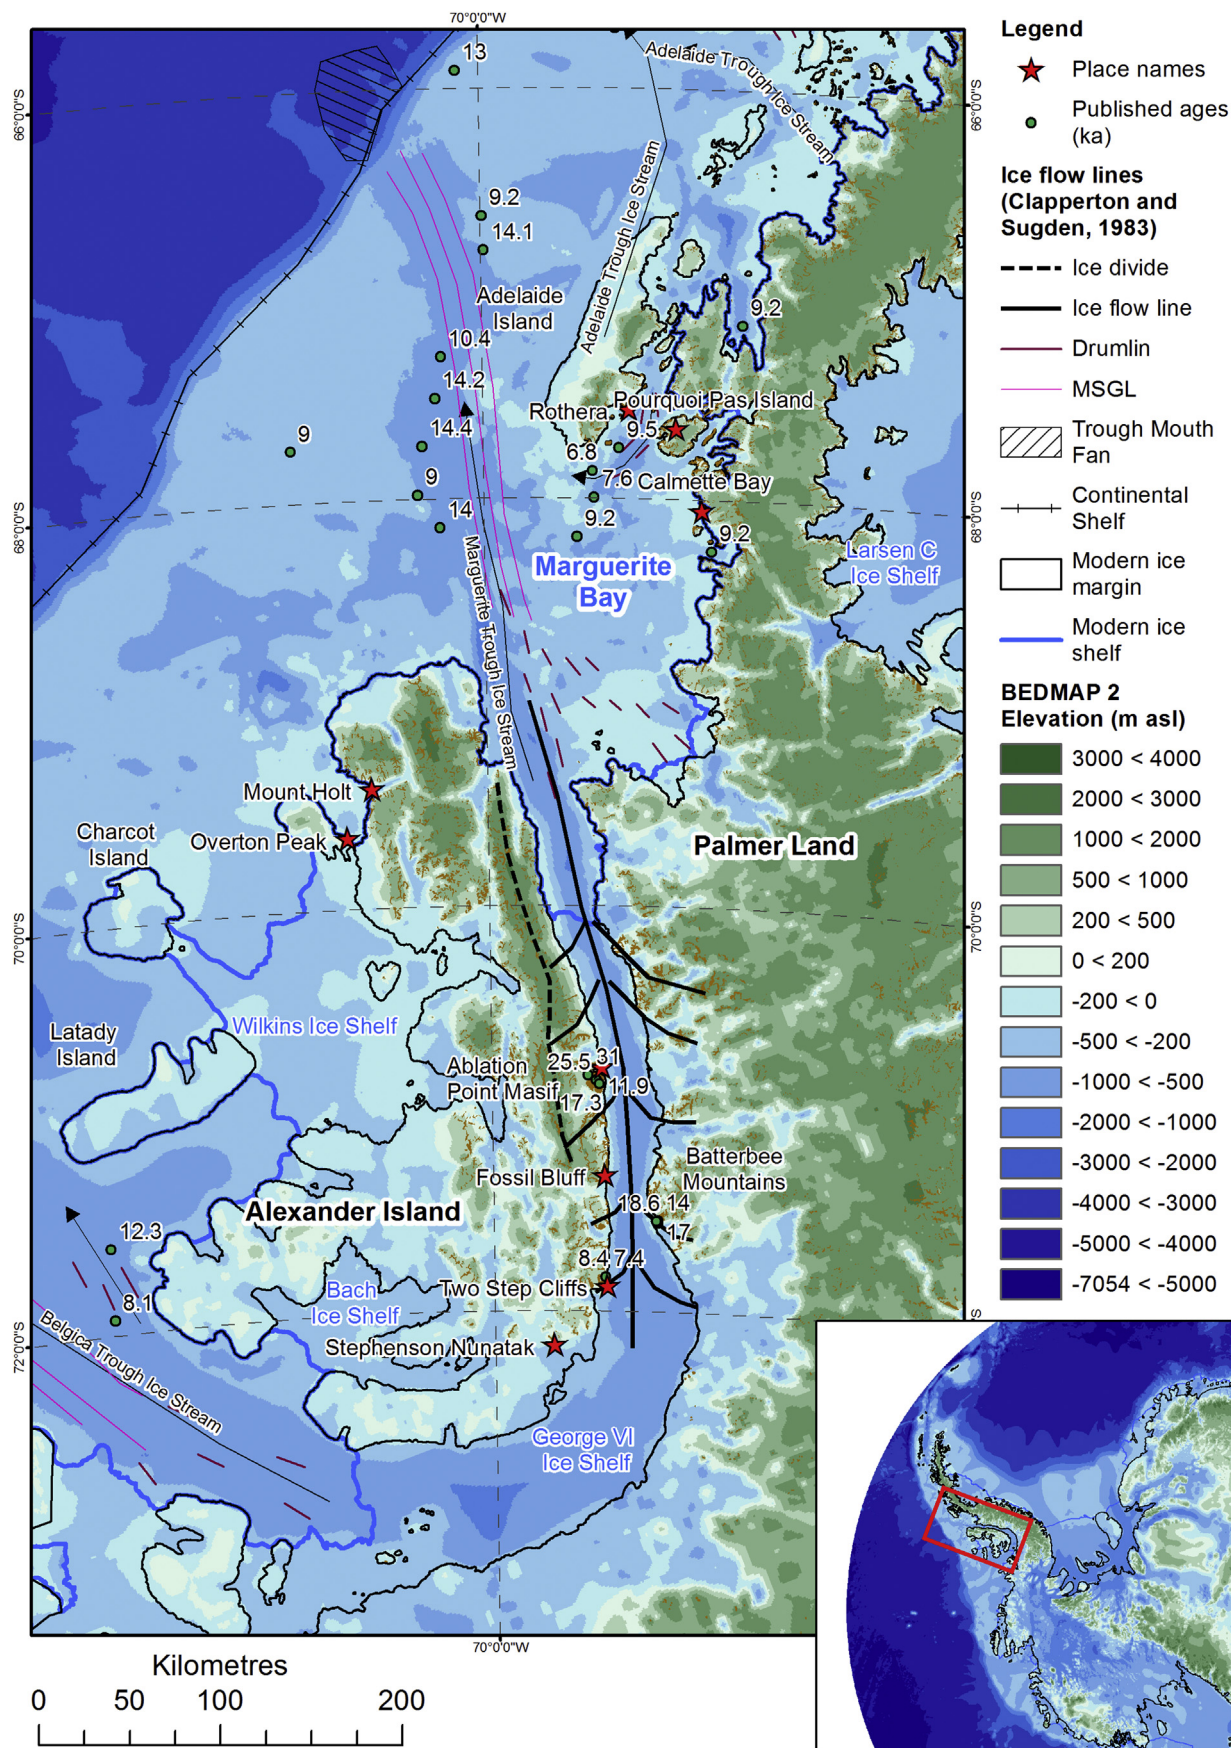 70°0'0"W
Legend
Place names
Published ages
(ka)
Ice flow lines
(Clapperton and
Sugden, 1983)
Ice divide
Ice flow line
Drumlin
MSGL
Trough Mouth
Fan
Continental
Shelf
Modern ice
margin
Modern ice
shelf
BEDMAP 2
Elevation (m asl)
3000 < 4000
2000 < 3000
1000 < 2000
500 < 1000
200 < 500
0 < 200
-200 < 0
-500 < -200
-1000 < -500
-2000 < -1000
-3000 < -2000
-4000 < -3000
-5000 < -4000
-7054 < -5000
13
Adelaide Trough Ice Stream
66°0'0"S
66°0'0"S
9.2
14.1
Adelaide Trough Ice Stream
Adelaide
Island
9.2
10.4
14.2
14.4
9
9
14
Rothera
Pourquoi Pas Island
9.5
6.8
7.6
Calmette Bay
9.2
9.2
68°0'0"S
68°0'0"S
Larsen C
Ice Shelf
Marguerite
Bay
Marguerite Trough Ice Stream
Mount Holt
Overton Peak
Charcot
Island
Palmer Land
70°0'0"S
70°0'0"S
Wilkins Ice Shelf
Latady
Island
Ablation
Point Masif
25.5
31
11.9
17.3
Fossil Bluff
Batterbee
Mountains
Alexander Island
18.6
14
17
12.3
8.4
7.4
Two Step Cliffs
8.1
Bach
Ice Shelf
Stephenson Nunatak
72°0'0"S
S
Belgica Trough Ice Stream
George VI
Ice Shelf
70°0'0"W
Kilometres
0 50 100 200